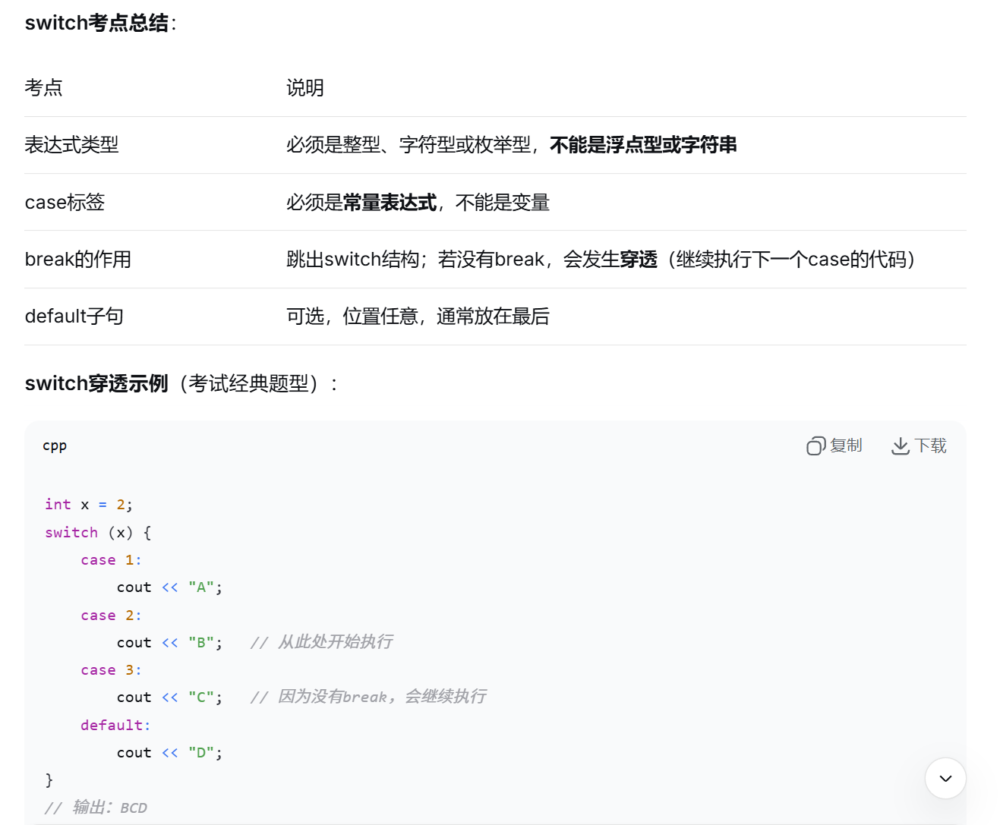 switch考点总结：
考点 说明
表达式类型 必须是整型、字符型或枚举型，不能是浮点型或字符串
case标签 必须是常量表达式，不能是变量
break的作用 跳出switch结构；若没有break，会发生穿透（继续执行下一个case的代码）
default子句 可选，位置任意，通常放在最后
switch穿透示例（考试经典题型）：
cpp 复制 下载
int x = 2;
switch (x) {
    case 1:
        cout << "A";
    case 2:
        cout << "B";   // 从此处开始执行
    case 3:
        cout << "C";   // 因为没有break，会继续执行
    default:
        cout << "D";
}
// 输出：BCD